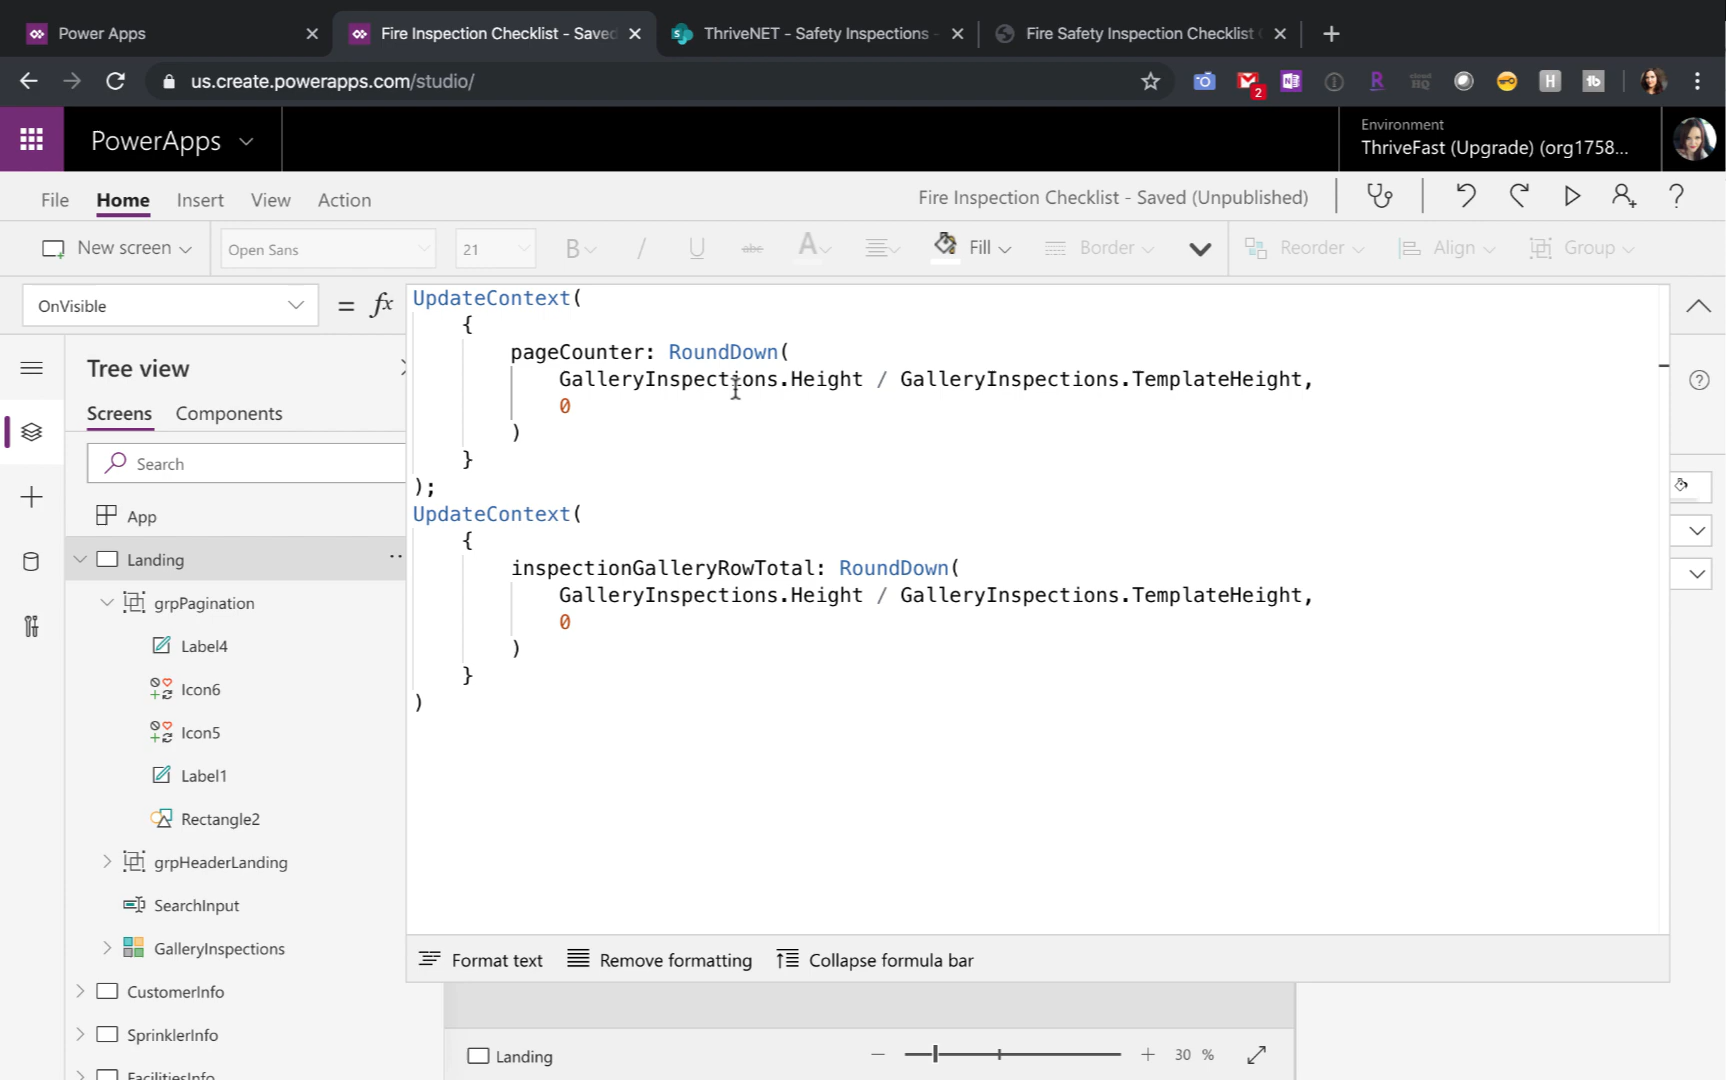 Power Apps
Fire Inspection Checklist - Saved
ThriveNET - Safety Inspections -
Fire Safety Inspection Checklist
us.create.powerapps.com/studio/
2
PowerApps
Environment
ThriveFast (Upgrade) (org1758...
File Home Insert View Action
Fire Inspection Checklist - Saved (Unpublished)
New screen
Open Sans
21
B
/
U
abc
A
Fill
Border
Reorder
Align
Group
OnVisible
= fx
UpdateContext(
{
pageCounter: RoundDown(
GalleryInspections.Height / GalleryInspections.TemplateHeight,
0
)
}
);
UpdateContext(
{
inspectionGalleryRowTotal: RoundDown(
GalleryInspections.Height / GalleryInspections.TemplateHeight,
0
)
}
)
Format text
Remove formatting
Collapse formula bar
Tree view
Screens Components
Search
App
Landing
grpPagination
Label4
Icon6
Icon5
Label1
Rectangle2
grpHeaderLanding
SearchInput
GalleryInspections
CustomerInfo
SprinklerInfo
FacilitiesInfo
Landing
30 %